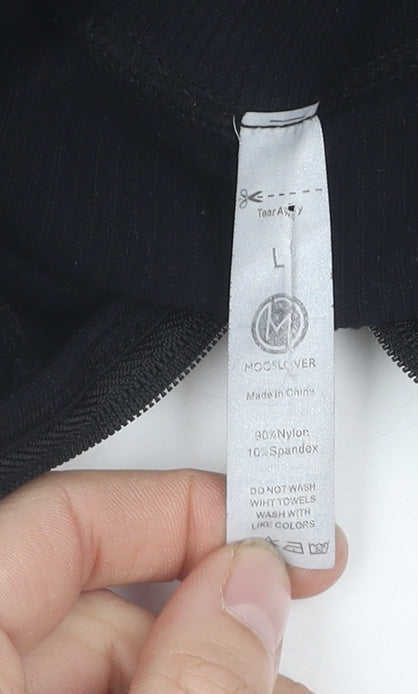 Tear Away
L
M
MOOSLOVER
Made in China
90%Nylon
10%Spandex
DO NOT WASH
WIHT TOWELS
WASH WITH
LIKE COLORS